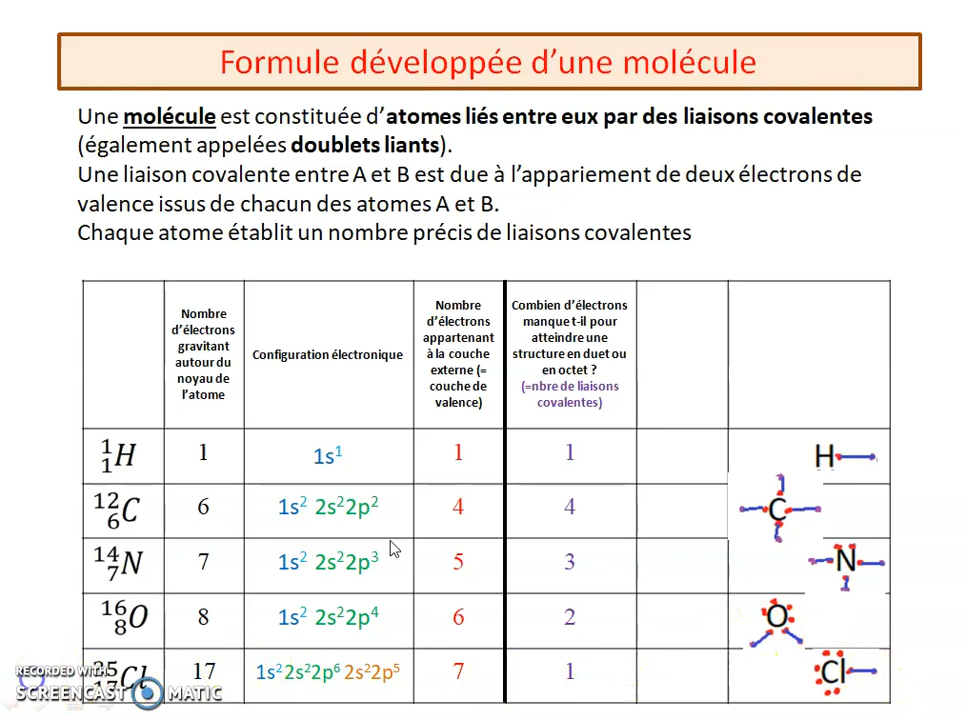 Formule développée d’une molécule
Une molécule est constituée d’atomes liés entre eux par des liaisons covalentes
(également appelées doublets liants).
Une liaison covalente entre A et B est due à l’appariement de deux électrons de
valence issus de chacun des atomes A et B.
Chaque atome établit un nombre précis de liaisons covalentes
Nombre
d’électrons
gravitant
autour du
noyau de
l’atome
Configuration électronique
Nombre
d’électrons
appartenant
à la couche
externe (=
couche de
valence)
Combien d’électrons
manque t-il pour
atteindre une
structure en duet ou
en octet ?
(=nbre de liaisons
covalentes)
¹₁H 1 1s¹ 1 1 H
¹²₆C 6 1s² 2s²2p² 4 4 C
¹⁴₇N 7 1s² 2s²2p³ 5 3 N
¹⁶₈O 8 1s² 2s²2p⁴ 6 2 O
Cl 17 1s²2s²2p⁶ 2s²2p⁵ 7 1 Cl
RECORDED WITH
SCREENCAST MATIC